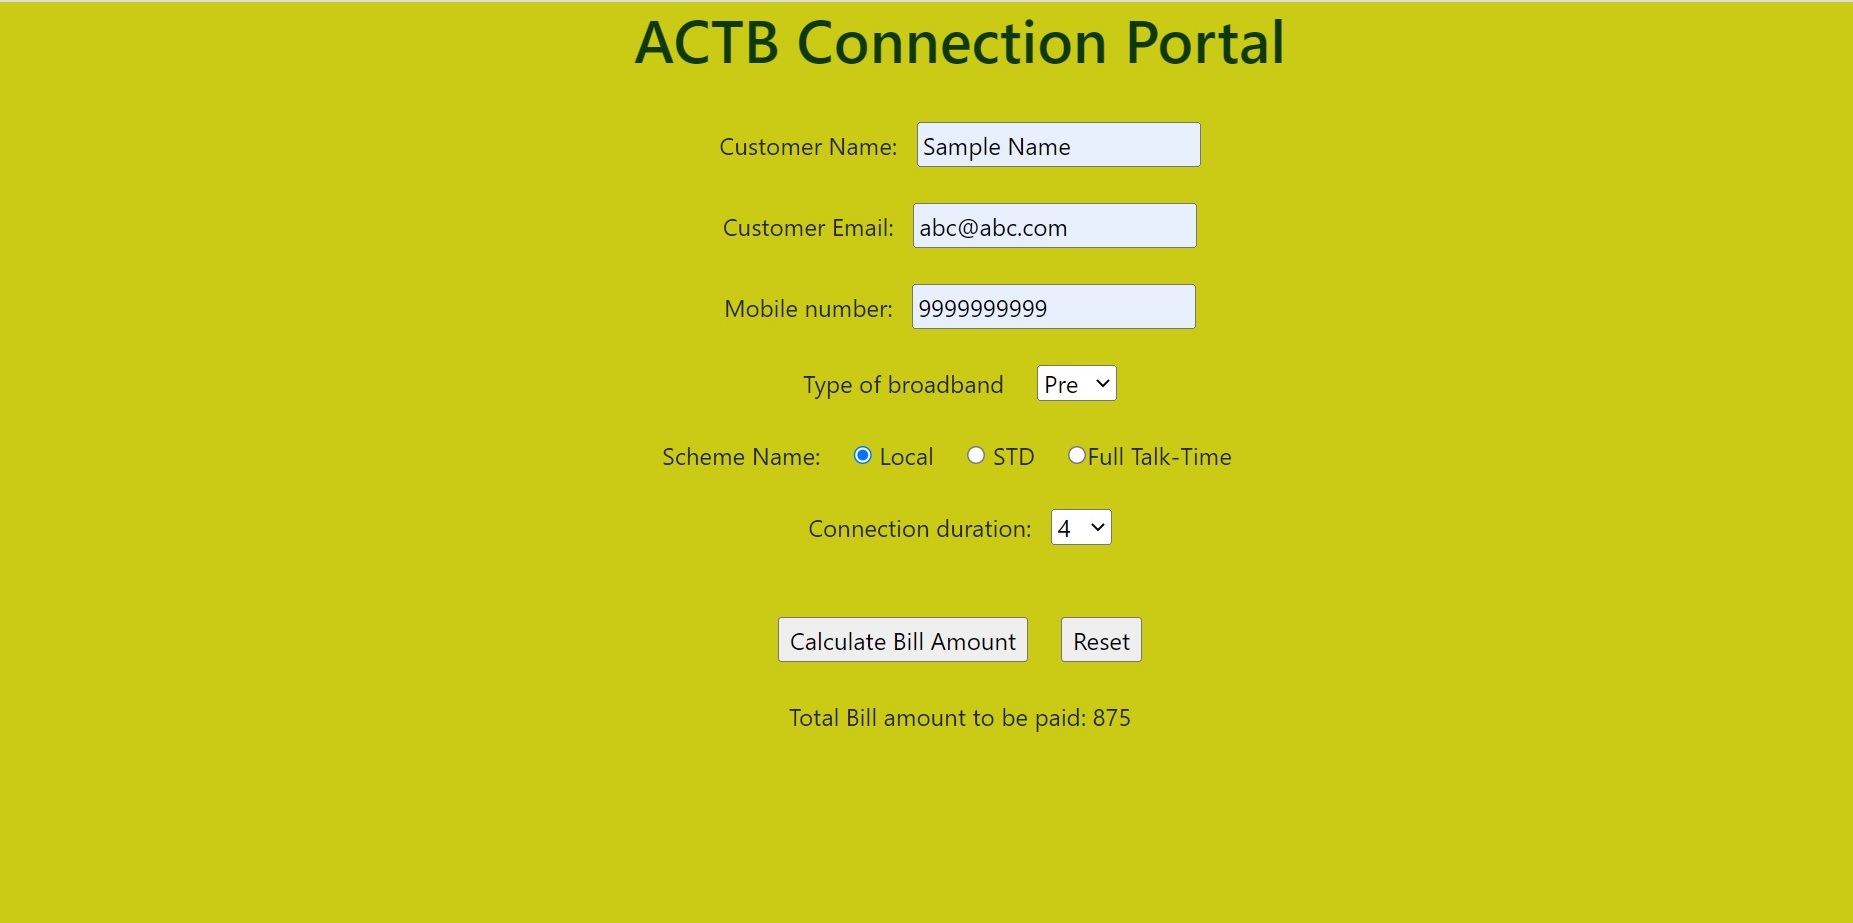 ACTB Connection Portal
Customer Name: Sample Name
Customer Email: abc@abc.com
Mobile number: 9999999999
Type of broadband Pre
Scheme Name: Local STD Full Talk-Time
Connection duration: 4
Calculate Bill Amount Reset
Total Bill amount to be paid: 875